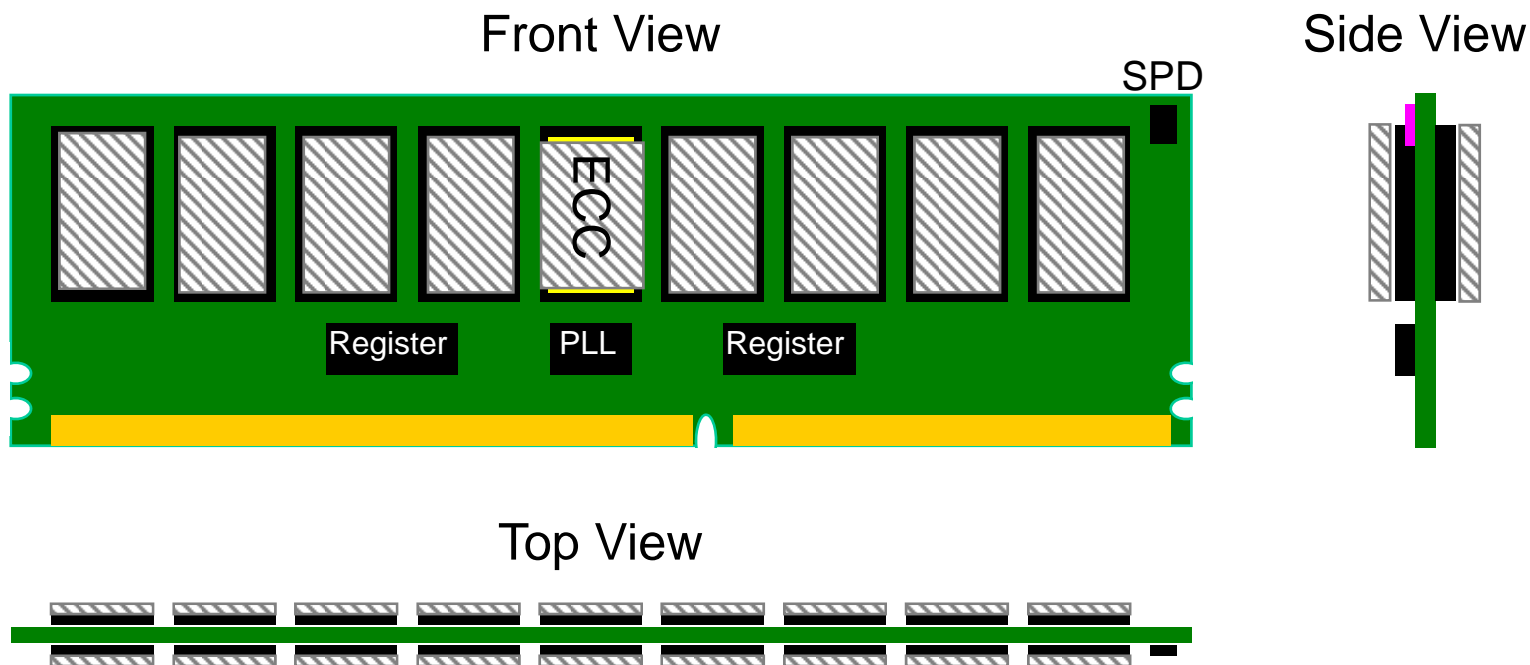 Front View
Side View
SPD
ECC
Register
PLL
Register
Top View